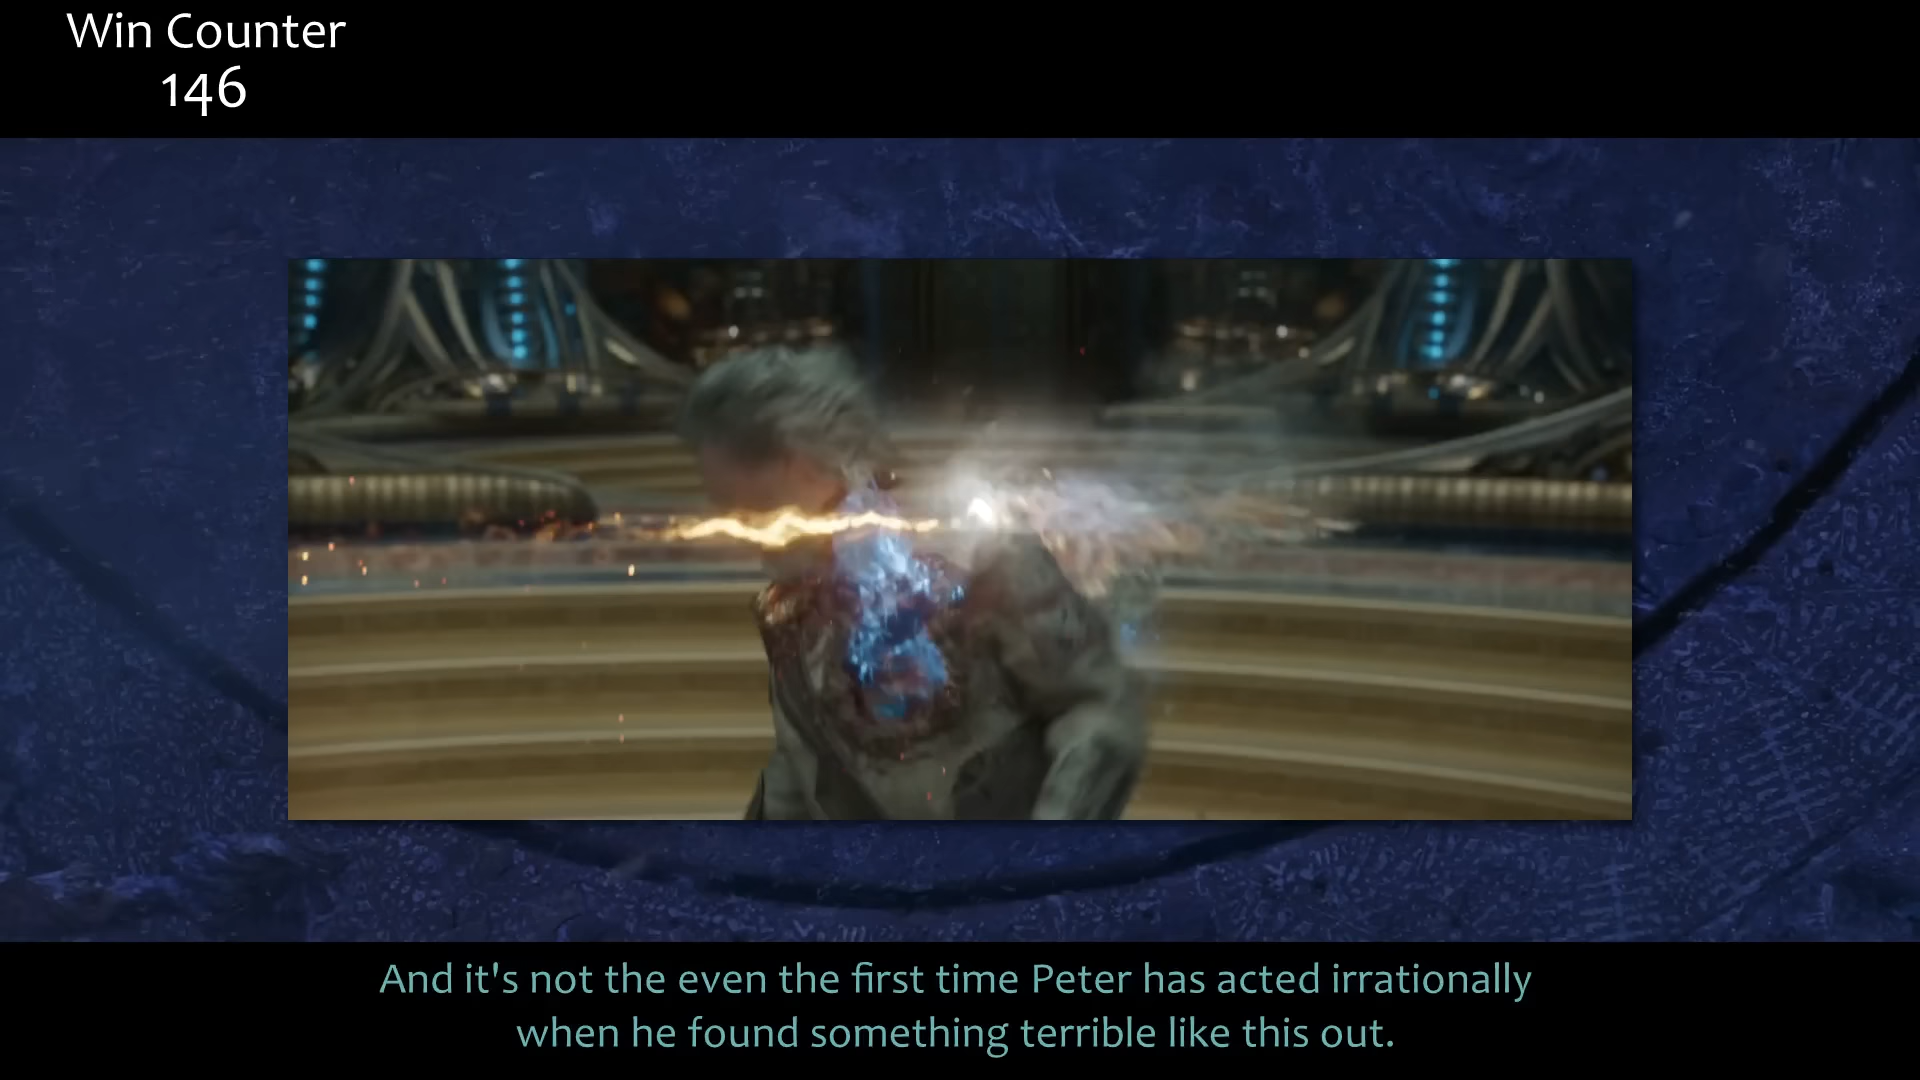 Win Counter
146
And it's not the even the first time Peter has acted irrationally
when he found something terrible like this out.